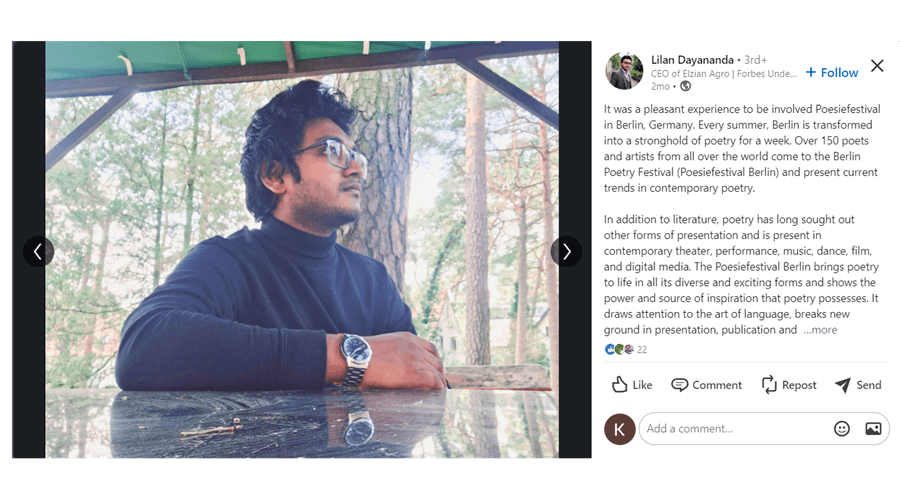 Lilan Dayananda • 3rd+
CEO of Elzian Agro | Forbes Unde...
2mo •
+ Follow
It was a pleasant experience to be involved Poesiefestival
in Berlin, Germany. Every summer, Berlin is transformed
into a stronghold of poetry for a week. Over 150 poets
and artists from all over the world come to the Berlin
Poetry Festival (Poesiefestival Berlin) and present current
trends in contemporary poetry.
In addition to literature, poetry has long sought out
other forms of presentation and is present in
contemporary theater, performance, music, dance, film,
and digital media. The Poesiefestival Berlin brings poetry
to life in all its diverse and exciting forms and shows the
power and source of inspiration that poetry possesses. It
draws attention to the art of language, breaks new
ground in presentation, publication and ...more
22
Like Comment Repost Send
K
Add a comment...